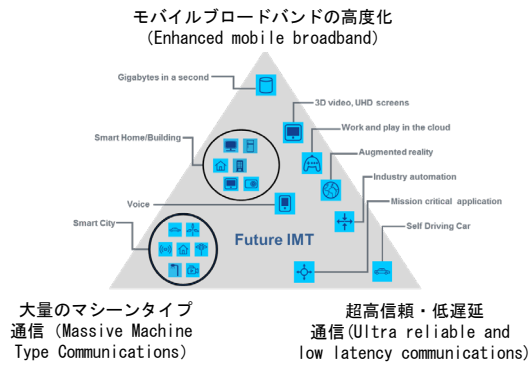 モバイルブロードバンドの高度化
(Enhanced mobile broadband)
Gigabytes in a second
3D video, UHD screens
Smart Home/Building
Work and play in the cloud
Augmented reality
Industry automation
Voice
Mission critical application
Smart City
Self Driving Car
Future IMT
大量のマシーンタイプ
通信 (Massive Machine
Type Communications)
超高信頼・低遅延
通信(Ultra reliable and
low latency communications)